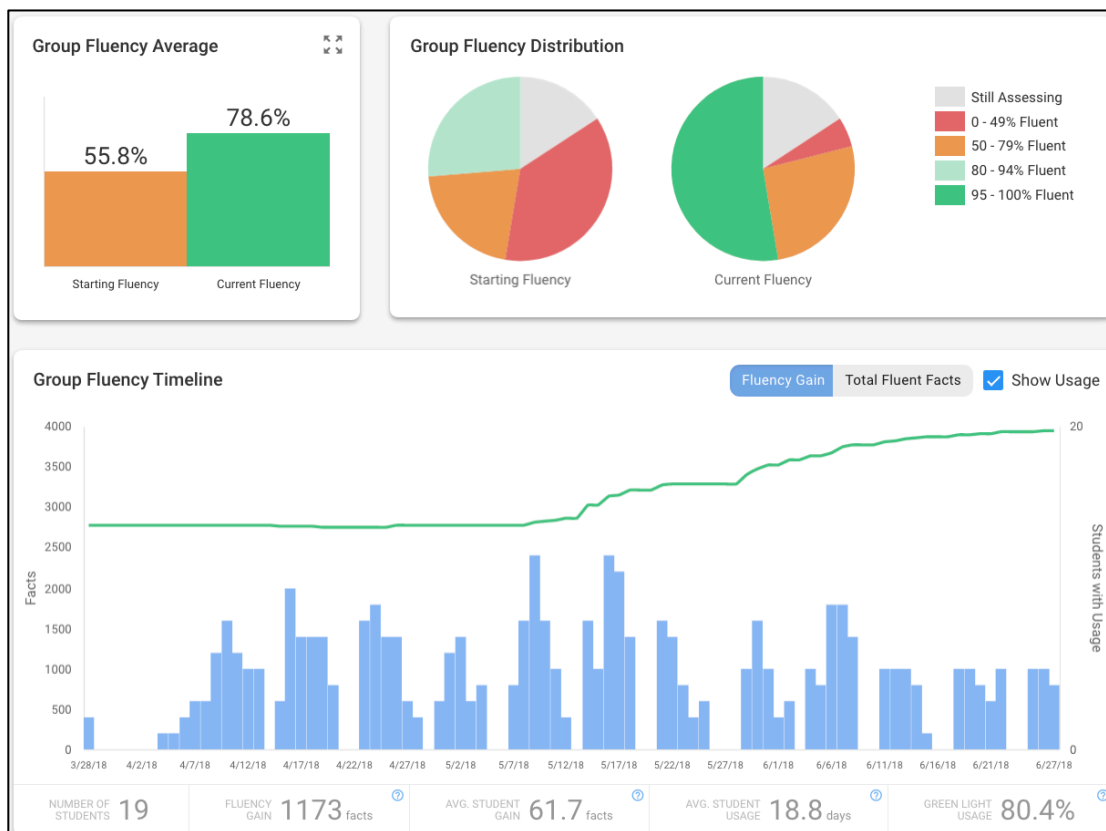 Group Fluency Average
78.6%
55.8%
Starting Fluency
Current Fluency
Group Fluency Distribution
Starting Fluency
Current Fluency
Still Assessing
0 - 49% Fluent
50 - 79% Fluent
80 - 94% Fluent
95 - 100% Fluent
Group Fluency Timeline
Fluency Gain
Total Fluent Facts
Show Usage
4000
3500
3000
2500
2000
1500
1000
500
0
Facts
20
0
Students with Usage
3/28/18
4/2/18
4/7/18
4/12/18
4/17/18
4/22/18
4/27/18
5/2/18
5/7/18
5/12/18
5/17/18
5/22/18
5/27/18
6/1/18
6/6/18
6/11/18
6/16/18
6/21/18
6/27/18
NUMBER OF
STUDENTS
19
FLUENCY
GAIN
1173 facts
?
AVG. STUDENT
GAIN
61.7 facts
?
AVG. STUDENT
USAGE
18.8 days
?
GREEN LIGHT
USAGE
80.4%
?